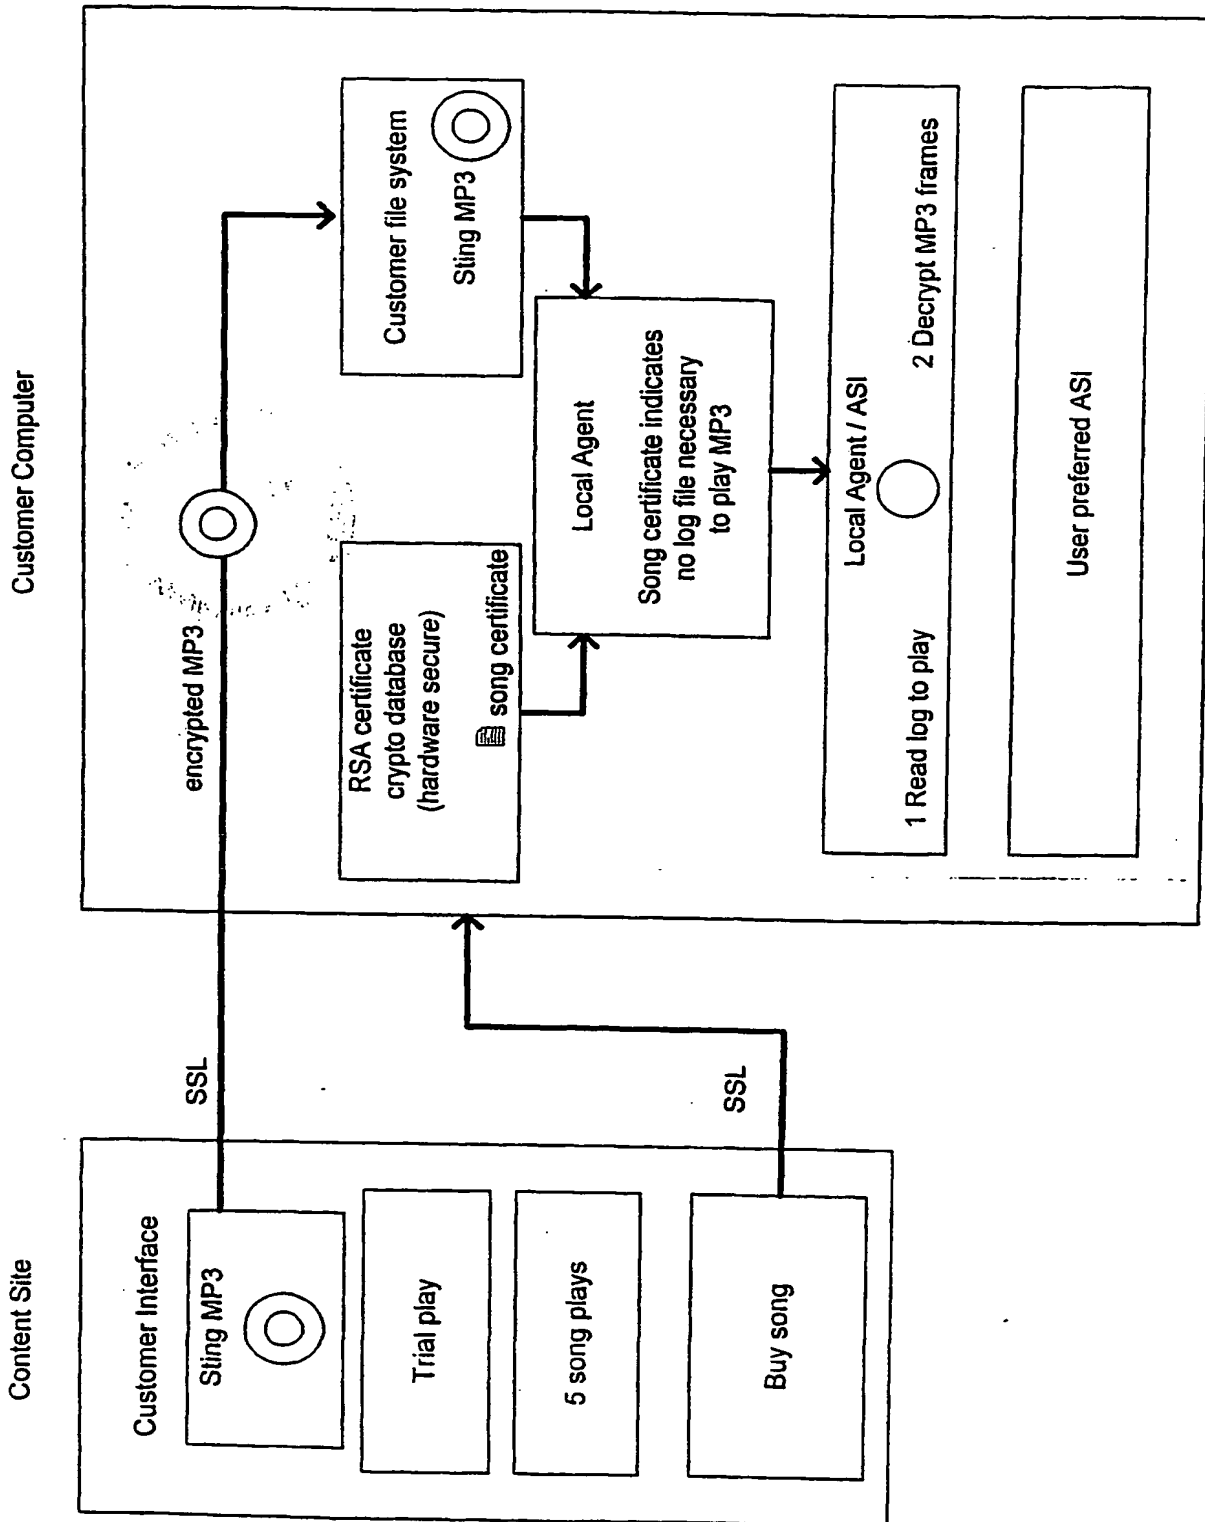 Content Site
Customer Interface
Sting MP3
Trial play
5 song plays
Buy song
SSL
SSL
Customer Computer
encrypted MP3
RSA certificate
crypto database
(hardware secure)
song certificate
Customer file system
Sting MP3
Local Agent
Song certificate indicates
no log file necessary
to play MP3
Local Agent / ASI
1 Read log to play
2 Decrypt MP3 frames
User preferred ASI